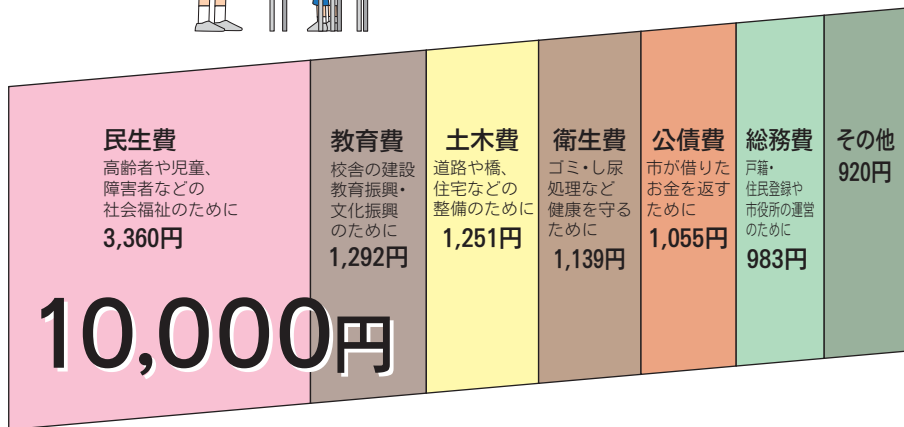 民生費
高齢者や児童、
障害者などの
社会福祉のために
3,360円
教育費
校舎の建設
教育振興・
文化振興
のために
1,292円
土木費
道路や橋、
住宅などの
整備のために
1,251円
衛生費
ゴミ・し尿
処理など
健康を守る
ために
1,139円
公債費
市が借りた
お金を返す
ために
1,055円
総務費
戸籍・
住民登録や
市役所の運営
のために
983円
その他
920円
10,000円